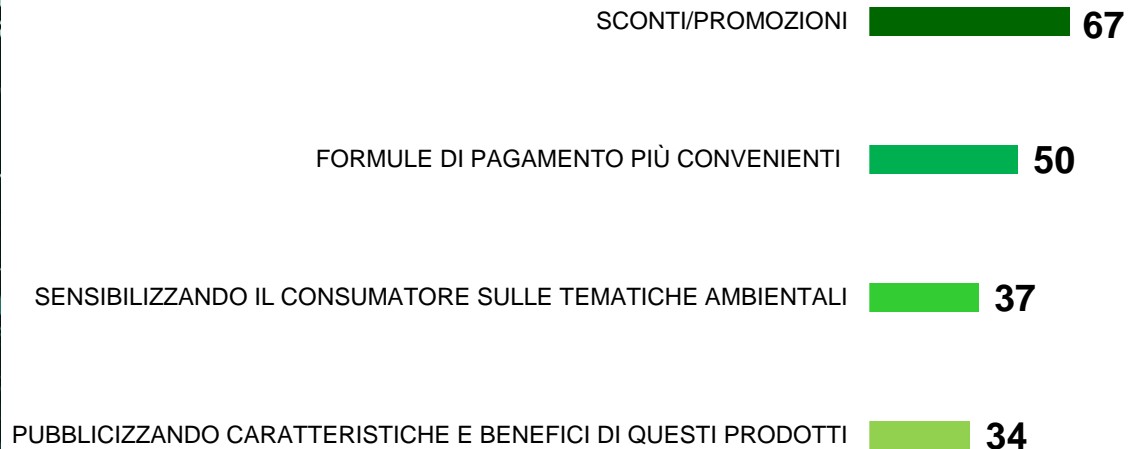 SCONTI/PROMOZIONI 67
FORMULE DI PAGAMENTO PIÙ CONVENIENTI 50
SENSIBILIZZANDO IL CONSUMATORE SULLE TEMATICHE AMBIENTALI 37
PUBBLICIZZANDO CARATTERISTICHE E BENEFICI DI QUESTI PRODOTTI 34